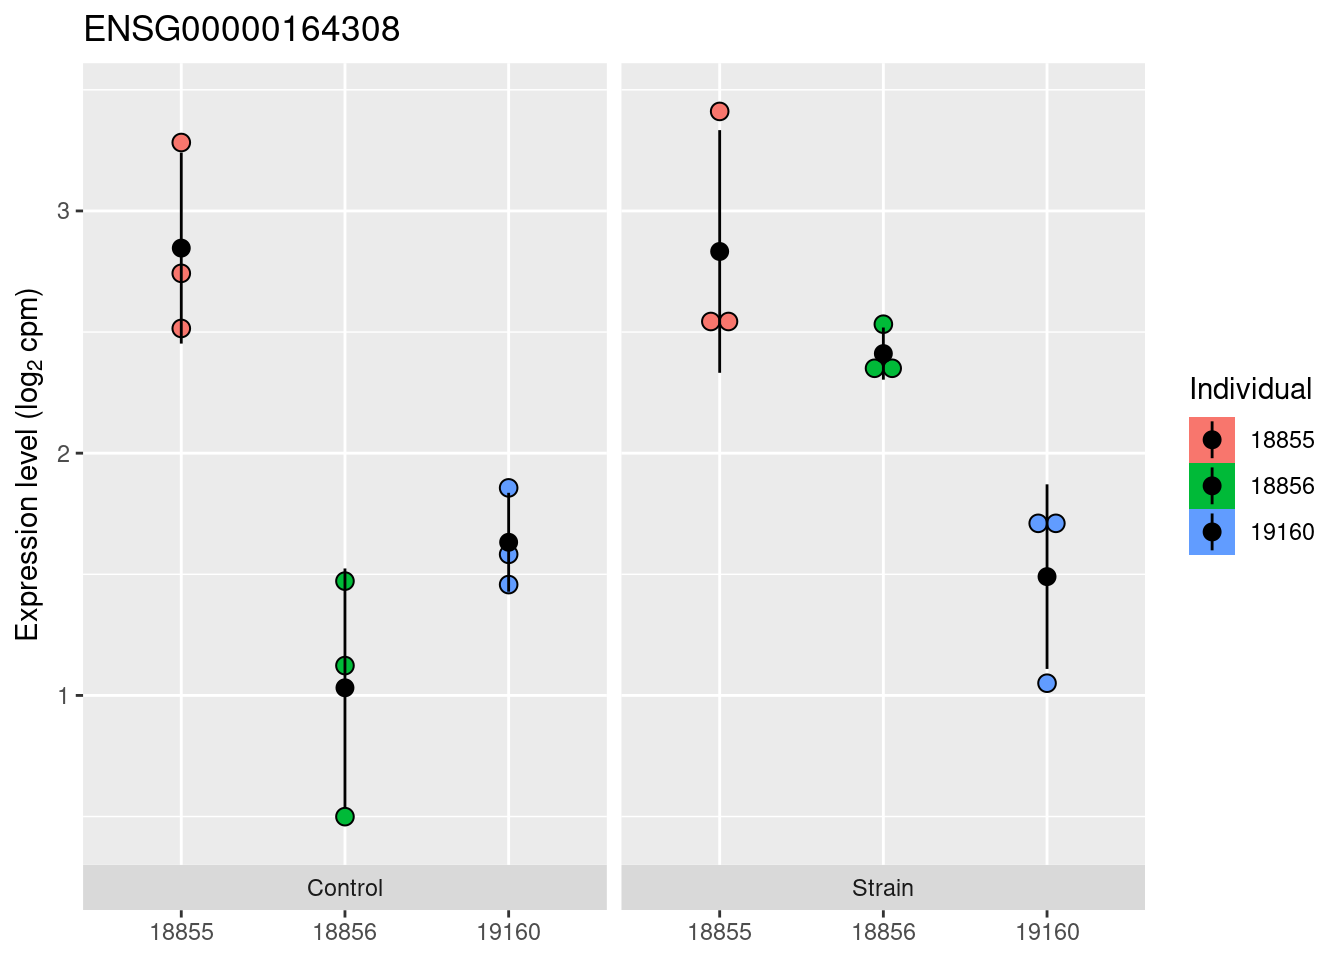 ENSG00000164308
Expression level (log₂ cpm)
3
2
1
Control
Strain
18855
18856
19160
18855
18856
19160
Individual
18855
18856
19160